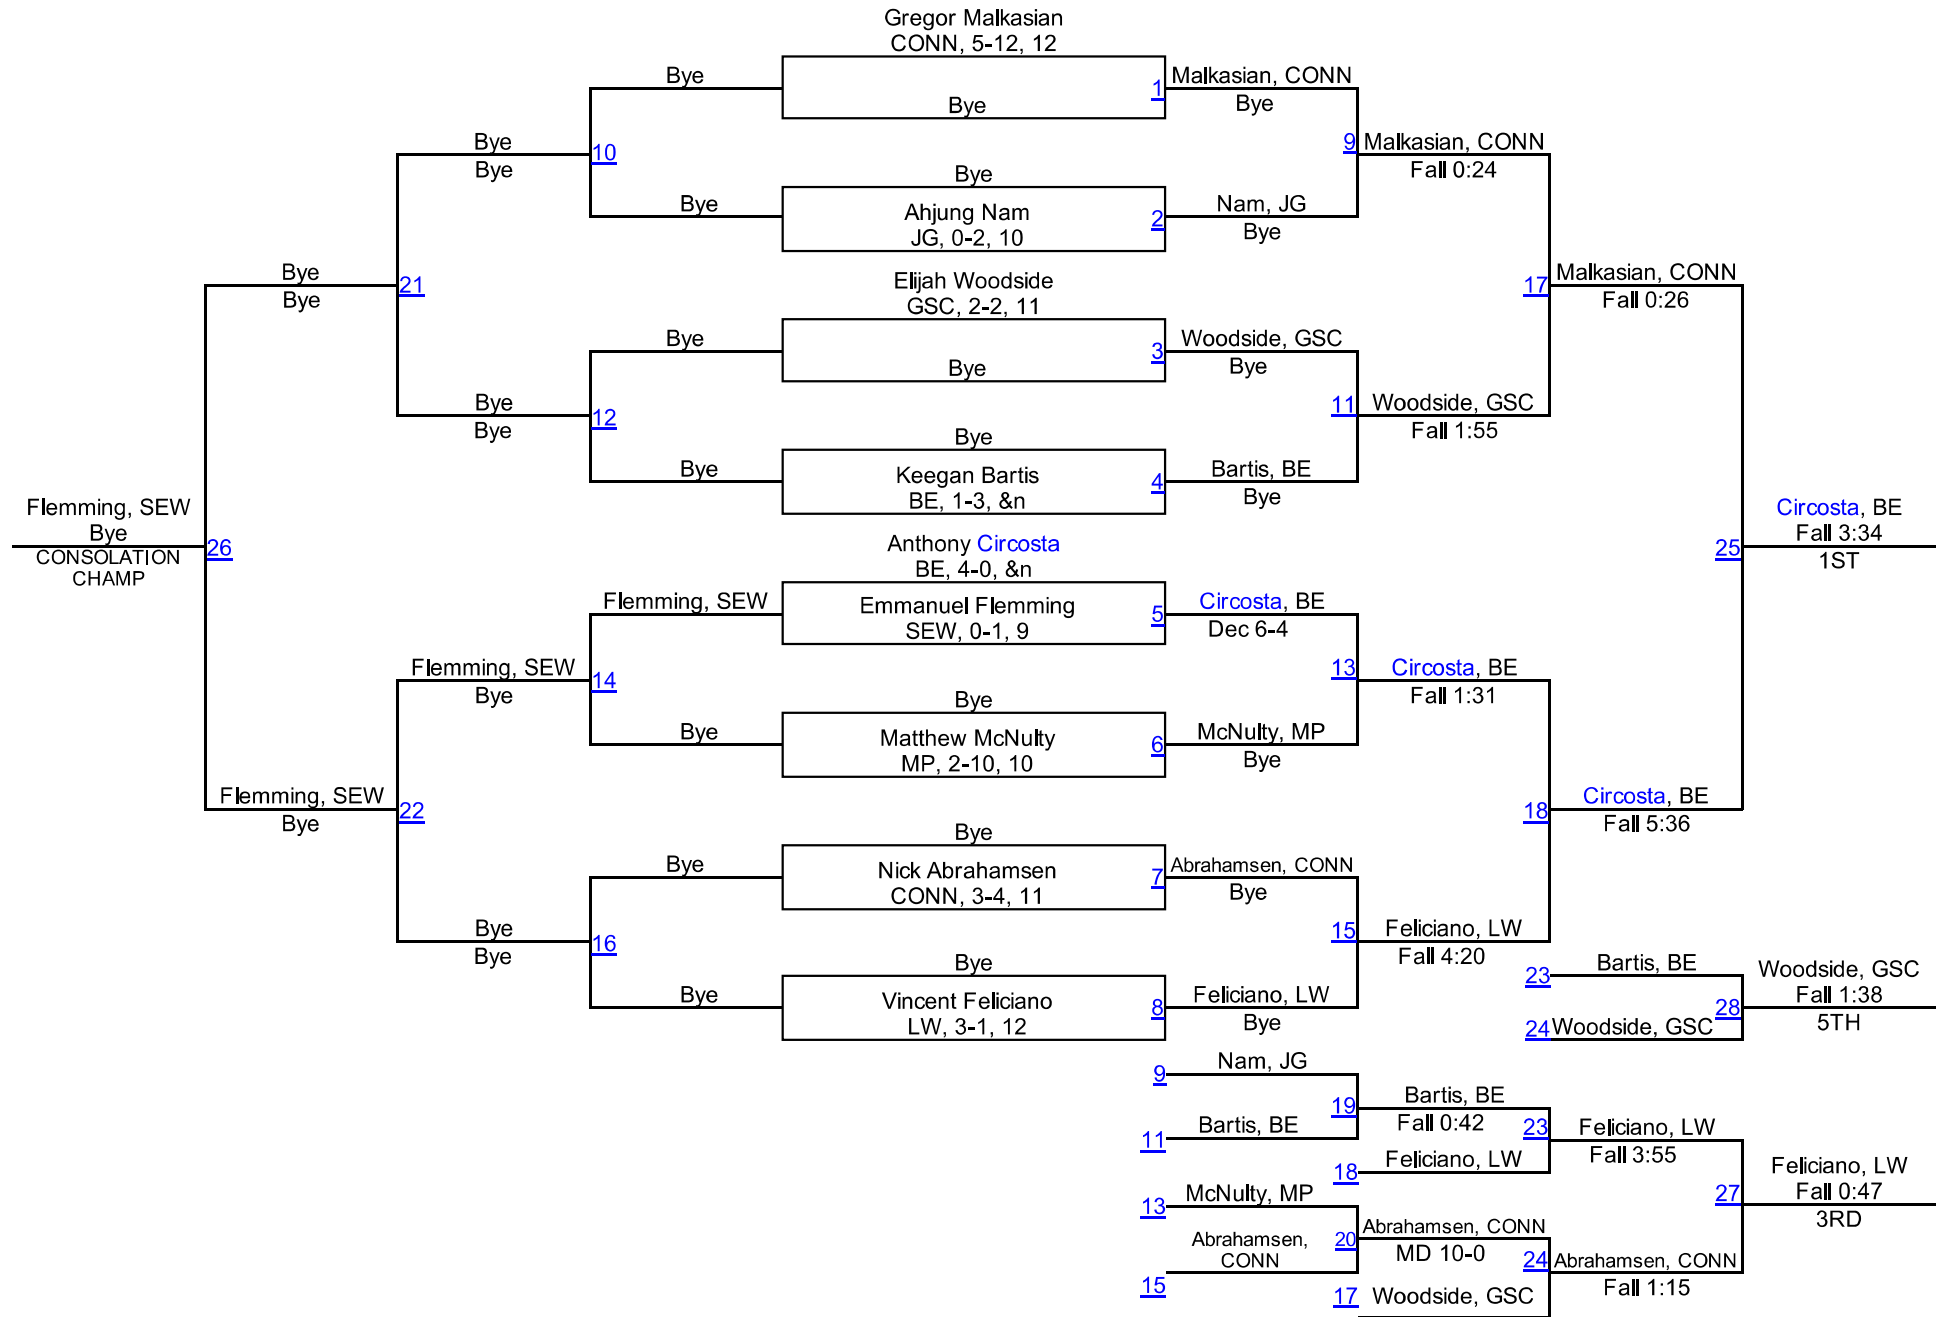 Gregor Malkasian
CONN, 5-12, 12
Bye
Malkasian, CONN
1
Bye
Bye
Bye
9
Malkasian, CONN
Bye
10
Fall 0:24
Bye
Bye
Ahjung Nam
2
Nam, JG
JG, 0-2, 10
Bye
Bye
21
Elijah Woodside
17
Malkasian, CONN
Bye
GSC, 2-2, 11
Fall 0:26
Bye
3
Woodside, GSC
Bye
Bye
Bye
12
11
Woodside, GSC
Bye
Fall 1:55
Bye
Bye
Keegan Bartis
4
Bartis, BE
BE, 1-3, &n
Bye
Flemming, SEW
Bye
26
CONSOLATION
CHAMP
Anthony Circosta
BE, 4-0, &n
25
Circosta, BE
Fall 3:34
1ST
Flemming, SEW
Emmanuel Flemming
SEW, 0-1, 9
5
Circosta, BE
Dec 6-4
Flemming, SEW
Bye
14
13
Circosta, BE
Fall 1:31
Bye
Bye
Matthew McNulty
MP, 2-10, 10
6
McNulty, MP
Bye
Flemming, SEW
Bye
22
18
Circosta, BE
Fall 5:36
Bye
Bye
Nick Abrahamsen
CONN, 3-4, 11
7
Abrahamsen, CONN
Bye
Bye
Bye
16
15
Feliciano, LW
Fall 4:20
Bye
Bye
Vincent Feliciano
LW, 3-1, 12
8
Feliciano, LW
Bye
23
Bartis, BE
24
Woodside, GSC
28
Woodside, GSC
Fall 1:38
5TH
9
Nam, JG
11
Bartis, BE
19
Bartis, BE
Fall 0:42
18
Feliciano, LW
23
Feliciano, LW
Fall 3:55
13
McNulty, MP
15
Abrahamsen,
CONN
20
Abrahamsen, CONN
MD 10-0
17
Woodside, GSC
24
Abrahamsen, CONN
Fall 1:15
27
Feliciano, LW
Fall 0:47
3RD